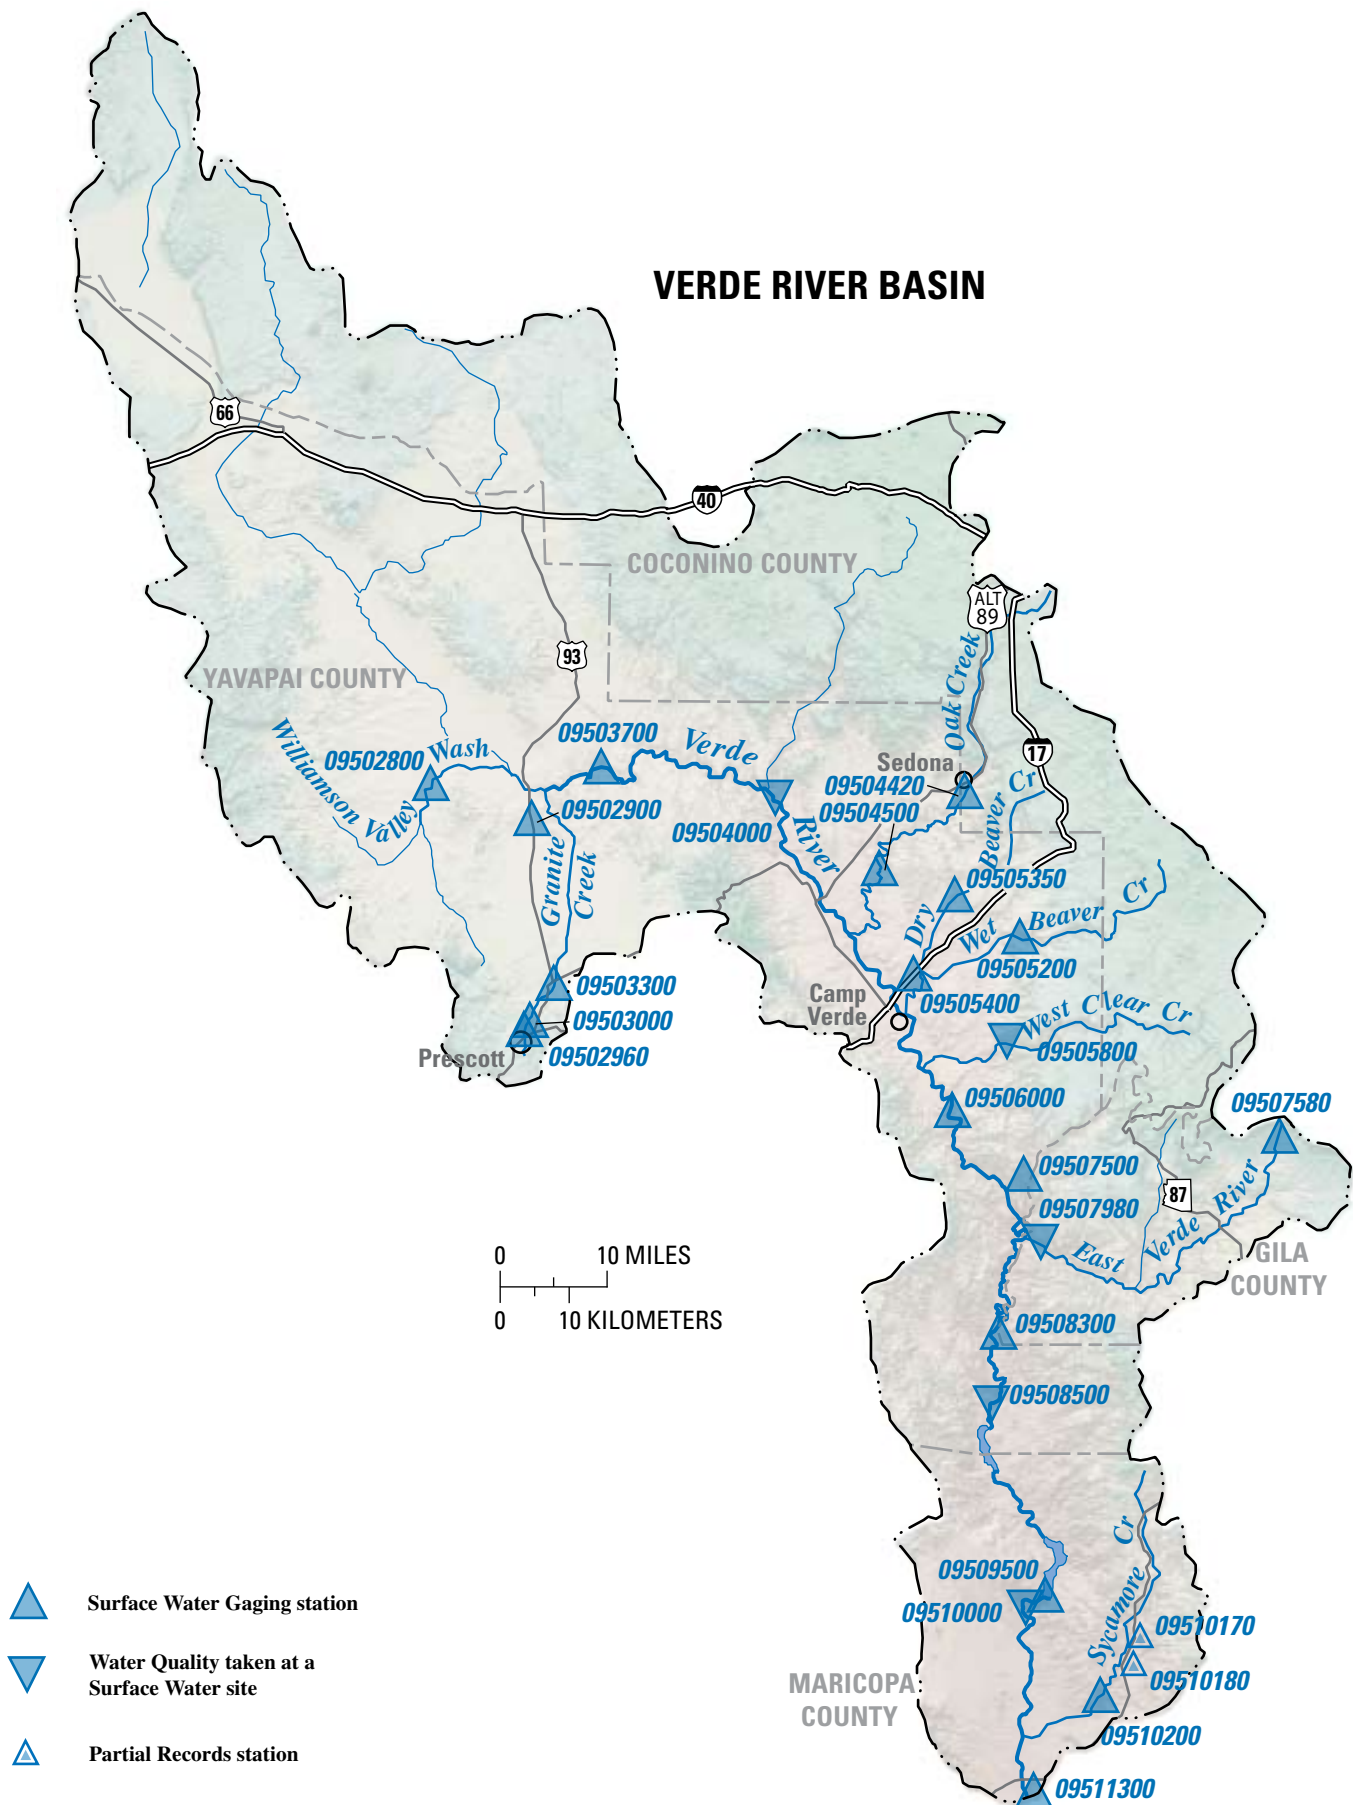 VERDE RIVER BASIN
66
40
COCONINO COUNTY
ALT
89
Oak Creek
93
YAVAPAI COUNTY
17
Williamson Valley Wash
09502800
09503700
Verde River
Sedona
09504420
09504500
09502900
09504000
Granite
Creek
Dry Beaver Cr
09505350
Wet Beaver Cr
09505200
09503300
09505400
Camp
Verde
09503000
West Clear Cr
Prescott
09502960
09505800
09506000
09507580
09507500
87
09507980
East Verde River
GILA
COUNTY
0 10 MILES
0 10 KILOMETERS
09508300
09508500
Sycamore Cr
09509500
09510000
09510170
09510180
MARICOPA
COUNTY
09510200
09511300
Surface Water Gaging station
Water Quality taken at a
Surface Water site
Partial Records station